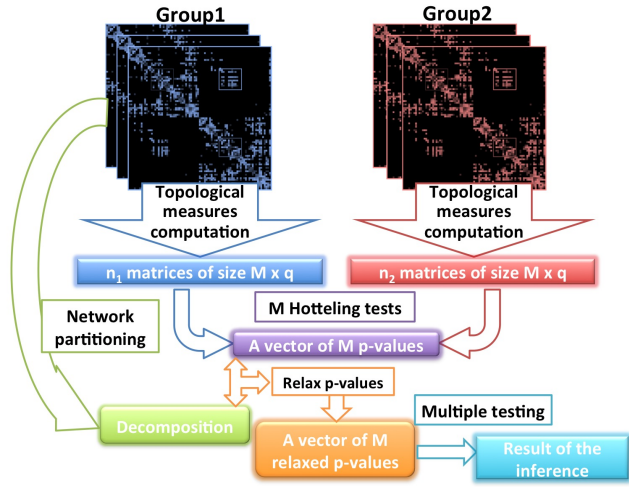 Group1
Group2
Topological
measures
computation
Topological
measures
computation
n₁ matrices of size M x q
n₂ matrices of size M x q
M Hotteling tests
Network
partitioning
A vector of M p-values
Relax p-values
Decomposition
Multiple testing
A vector of M
relaxed p-values
Result of the
inference